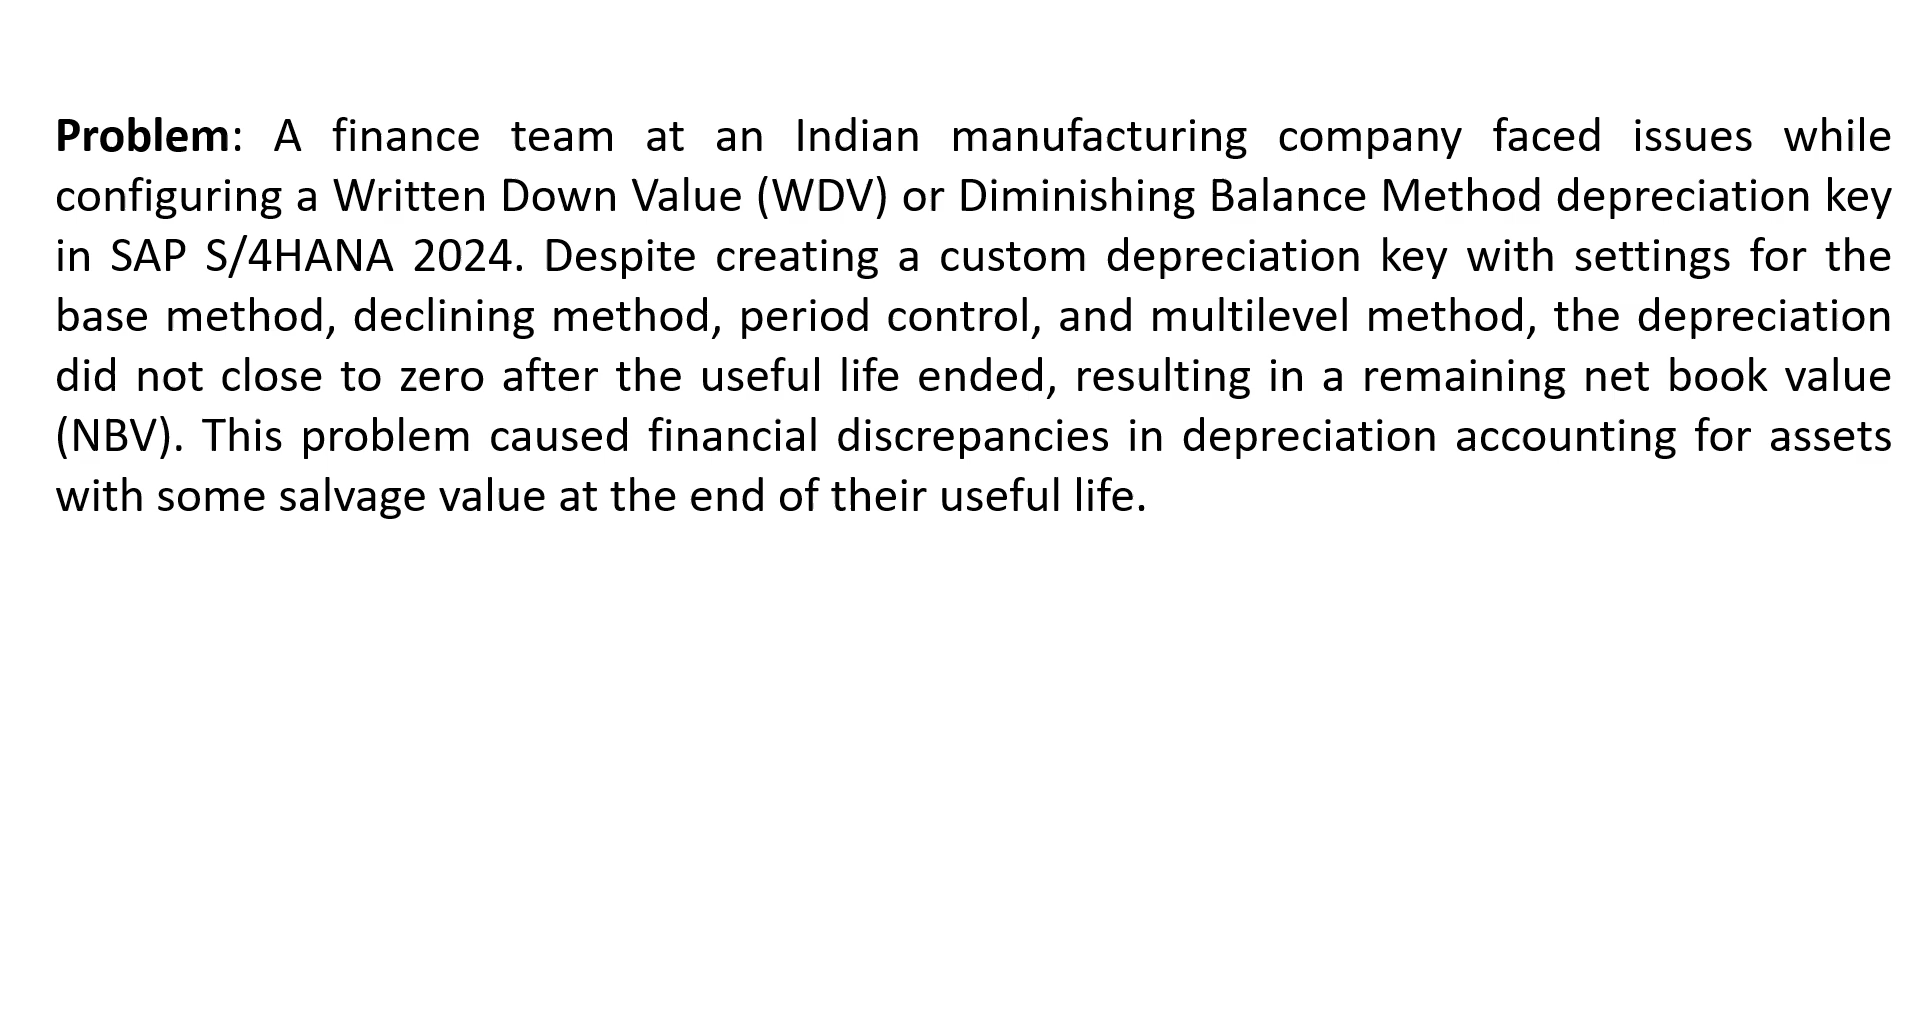 Problem: A finance team at an Indian manufacturing company faced issues while
configuring a Written Down Value (WDV) or Diminishing Balance Method depreciation key
in SAP S/4HANA 2024. Despite creating a custom depreciation key with settings for the
base method, declining method, period control, and multilevel method, the depreciation
did not close to zero after the useful life ended, resulting in a remaining net book value
(NBV). This problem caused financial discrepancies in depreciation accounting for assets
with some salvage value at the end of their useful life.